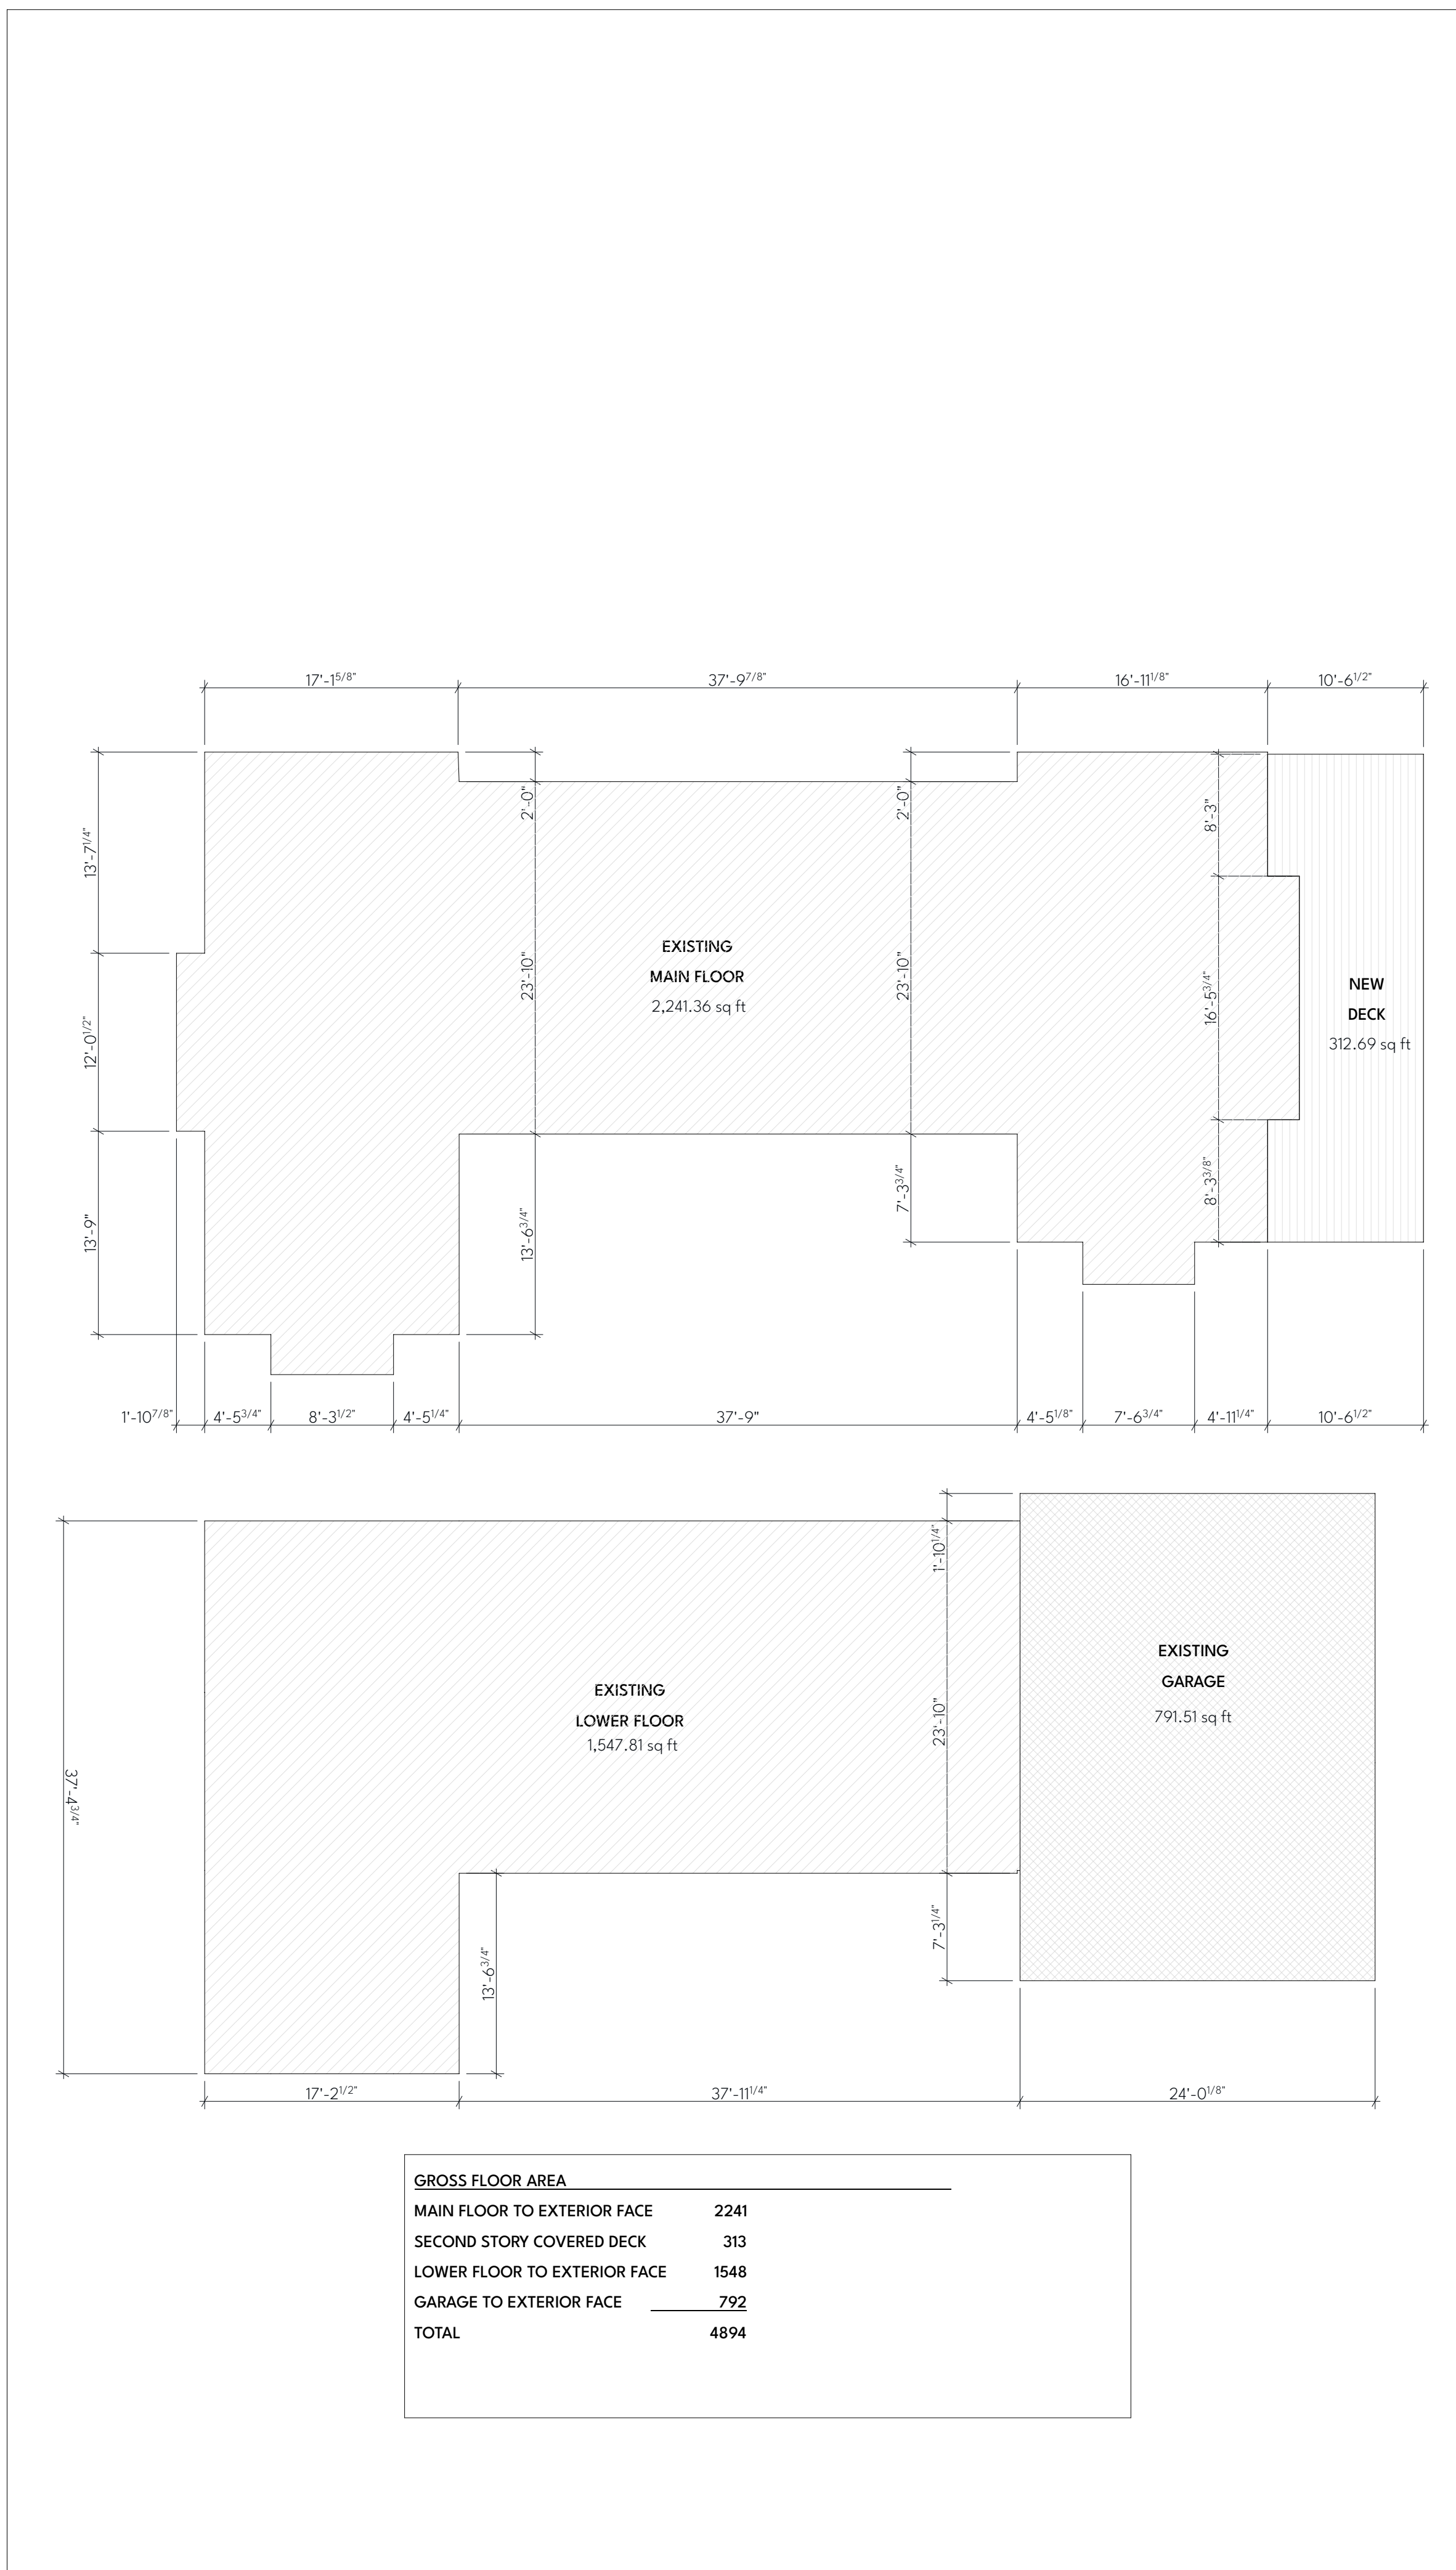 17'-1 5/8" 37'-9 7/8" 16'-11 1/8" 10'-6 1/2"
13'-7 1/4"
12'-0 1/2"
13'-9"
2'-0"
23'-10"
13'-6 3/4"
2'-0"
23'-10"
7'-3 3/4"
8'-3"
16'-5 3/4"
8'-3 3/8"
EXISTING
MAIN FLOOR
2,241.36 sq ft
NEW
DECK
312.69 sq ft
1'-10 7/8" 4'-5 3/4" 8'-3 1/2" 4'-5 1/4" 37'-9" 4'-5 1/8" 7'-6 3/4" 4'-11 1/4" 10'-6 1/2"
37'-4 3/4"
EXISTING
LOWER FLOOR
1,547.81 sq ft
13'-6 3/4"
1'-10 1/4"
23'-10"
7'-3 1/4"
EXISTING
GARAGE
791.51 sq ft
17'-2 1/2" 37'-11 1/4" 24'-0 1/8"
GROSS FLOOR AREA
MAIN FLOOR TO EXTERIOR FACE 2241
SECOND STORY COVERED DECK 313
LOWER FLOOR TO EXTERIOR FACE 1548
GARAGE TO EXTERIOR FACE 792
TOTAL 4894